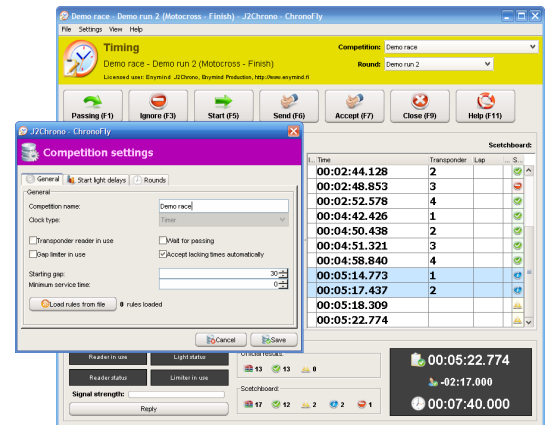 Demo race - Demo run 2 (Motocross - Finish) - J2Chrono - ChronoFly
File Settings View Help
Timing
Demo race - Demo run 2 (Motocross - Finish)
Licensed user: Enymind J2Chrono, Enymind Production, http://www.enymind.fi
Competition: Demo race
Round: Demo run 2
Passing (F1) Ignore (F3) Start (F5) Send (F6) Accept (F7) Close (F9) Help (F11)
J2Chrono - ChronoFly
Competition settings
General Start light delays Rounds
General
Competition name: Demo race
Clock type: Timer
Transponder reader in use Wait for passing
Gap limiter in use Accept lacking times automatically
Starting gap: 30
Minimum service time: 0
Load rules from file 0 rules loaded
Cancel Save
Scetchboard:
I... Time Transponder Lap ... S...
00:02:44.128 2
00:02:48.853 3
00:02:52.578 4
00:04:42.426 1
00:04:50.438 2
00:04:51.321 3
00:04:58.840 4
00:05:14.773 1
00:05:17.437 2
00:05:18.309
00:05:22.774
Reader in use Light status
Reader status Limiter in use
Signal strength:
Reply
13 13 0
Scetchboard:
17 12 2 2 1
00:05:22.774
-02:17.000
00:07:40.000